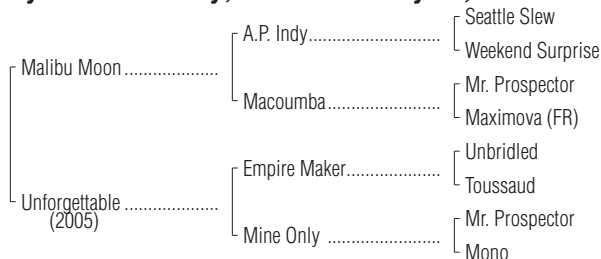 Seattle Slew
A.P. Indy
Weekend Surprise
Malibu Moon
Mr. Prospector
Macoumba
Maximova (FR)
Unbridled
Empire Maker
Toussaud
Unforgettable
(2005)
Mr. Prospector
Mine Only
Mono